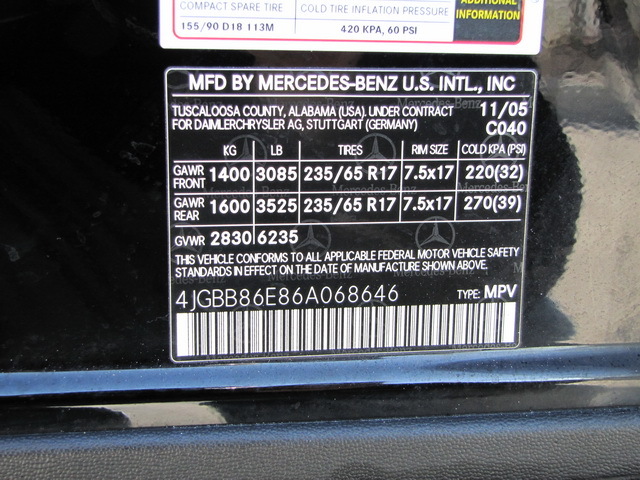 COMPACT SPARE TIRE COLD TIRE INFLATION PRESSURE
ADDITIONAL
INFORMATION
155/90 D18 113M 420 KPA, 60 PSI
MFD BY MERCEDES-BENZ U.S. INTL., INC
TUSCALOOSA COUNTY, ALABAMA (USA). UNDER CONTRACT 11/05
FOR DAIMLERCHRYSLER AG, STUTTGART (GERMANY) C040
KG LB TIRES RIM SIZE COLD KPA (PSI)
GAWR FRONT 1400 3085 235/65 R17 7.5x17 220(32)
GAWR REAR 1600 3525 235/65 R17 7.5x17 270(39)
GVWR 2830 6235
THIS VEHICLE CONFORMS TO ALL APPLICABLE FEDERAL MOTOR VEHICLE SAFETY
STANDARDS IN EFFECT ON THE DATE OF MANUFACTURE SHOWN ABOVE.
4JGBB86E86A068646 TYPE: MPV